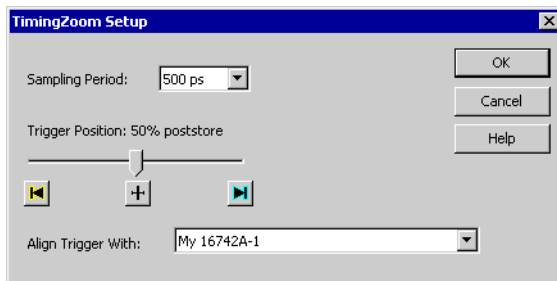 TimingZoom Setup
Sampling Period: 500 ps
OK
Cancel
Trigger Position: 50% poststore
Help
Align Trigger With: My 16742A-1